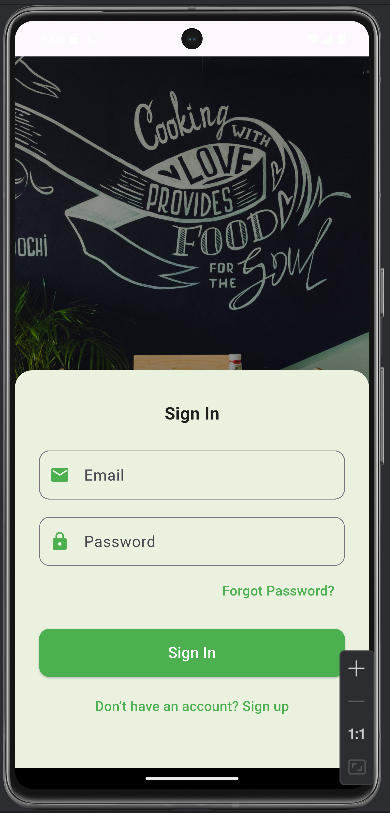 Cooking
WITH
LOVE
PROVIDES
FOOD
FOR
THE
Soul
OCHI
Sign In
Email
Password
Forgot Password?
Sign In
Don't have an account? Sign up
1:1